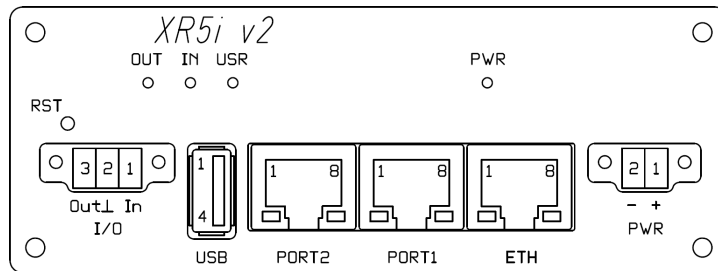 XR5i v2
OUT IN USR PWR
RST
3 2 1
1
4
1 8
1 8
1 8
2 1
Out⊥ In
- +
I/O
PWR
USB PORT2 PORT1 ETH